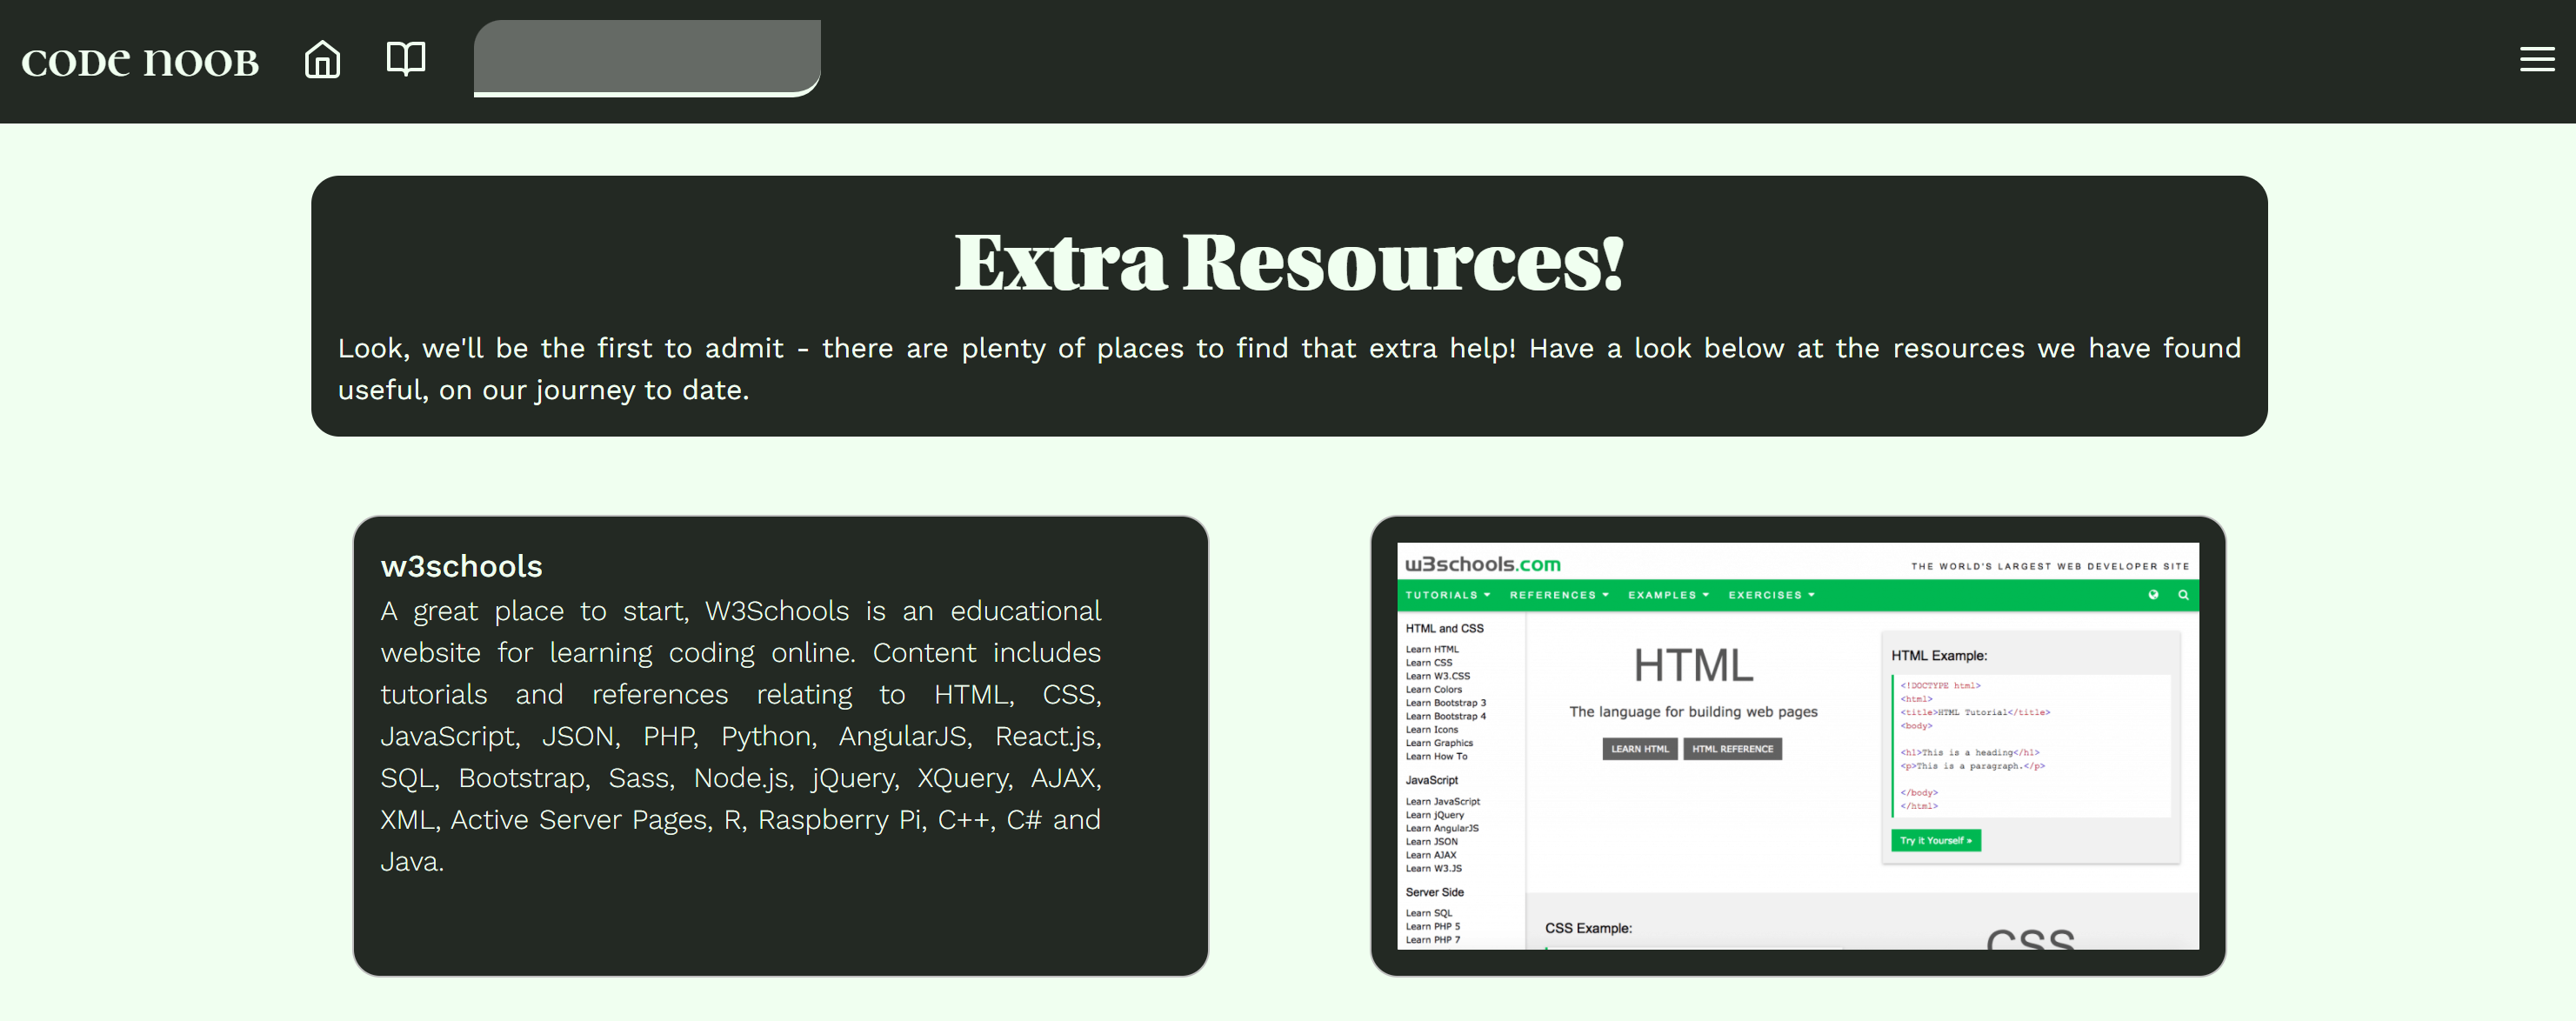 CODE NOOB
Extra Resources!
Look, we'll be the first to admit - there are plenty of places to find that extra help! Have a look below at the resources we have found
useful, on our journey to date.
w3schools
A great place to start, W3Schools is an educational
website for learning coding online. Content includes
tutorials and references relating to HTML, CSS,
JavaScript, JSON, PHP, Python, AngularJS, React.js,
SQL, Bootstrap, Sass, Node.js, jQuery, XQuery, AJAX,
XML, Active Server Pages, R, Raspberry Pi, C++, C# and
Java.
w3schools.com
THE WORLD'S LARGEST WEB DEVELOPER SITE
TUTORIALS REFERENCES EXAMPLES EXERCISES
HTML and CSS
Learn HTML
Learn CSS
Learn W3.CSS
Learn Colors
Learn Bootstrap 3
Learn Bootstrap 4
Learn Icons
Learn Graphics
Learn How To
JavaScript
Learn JavaScript
Learn jQuery
Learn AngularJS
Learn JSON
Learn AJAX
Learn W3.JS
Server Side
Learn SQL
Learn PHP 5
Learn PHP 7
HTML
The language for building web pages
LEARN HTML HTML REFERENCE
HTML Example:
<!DOCTYPE html>
<html>
<title>HTML Tutorial</title>
<body>
<h1>This is a heading</h1>
<p>This is a paragraph.</p>
</body>
</html>
Try it Yourself »
CSS Example:
CSS